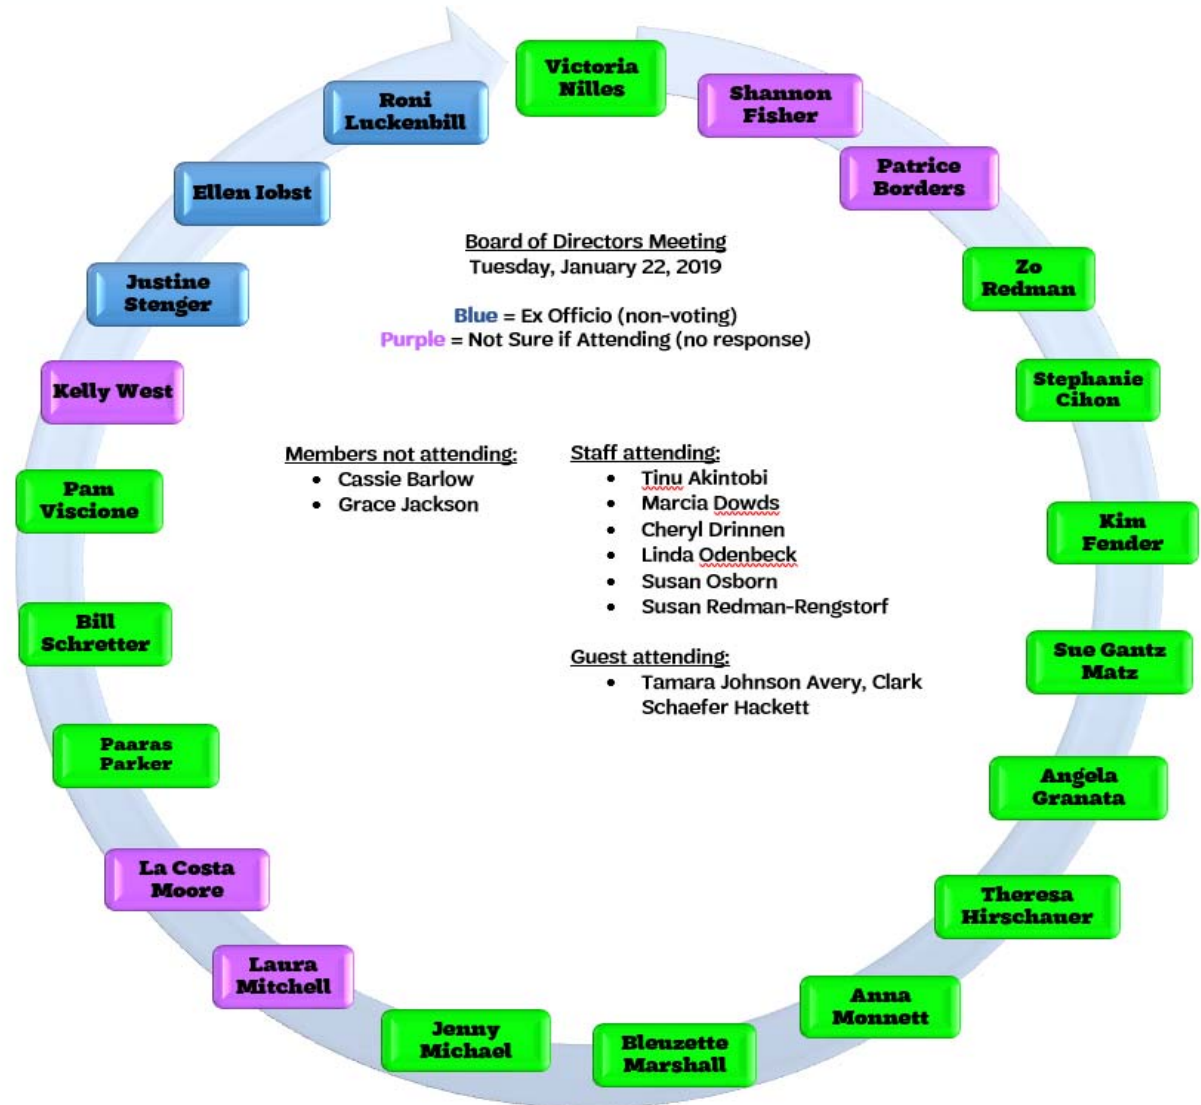 Victoria
Nilles
Shannon
Fisher
Patrice
Borders
Zo
Redman
Stephanie
Cihon
Kim
Fender
Sue Gantz
Matz
Angela
Granata
Theresa
Hirschauer
Anna
Monnett
Bleuzette
Marshall
Jenny
Michael
Laura
Mitchell
La Costa
Moore
Paaras
Parker
Bill
Schretter
Pam
Viscione
Kelly West
Justine
Stenger
Ellen Iobst
Roni
Luckenbill
Board of Directors Meeting
Tuesday, January 22, 2019
Blue = Ex Officio (non-voting)
Purple = Not Sure if Attending (no response)
Members not attending:
• Cassie Barlow
• Grace Jackson
Staff attending:
• Tinu Akintobi
• Marcia Dowds
• Cheryl Drinnen
• Linda Odenbeck
• Susan Osborn
• Susan Redman-Rengstorf
Guest attending:
• Tamara Johnson Avery, Clark
Schaefer Hackett